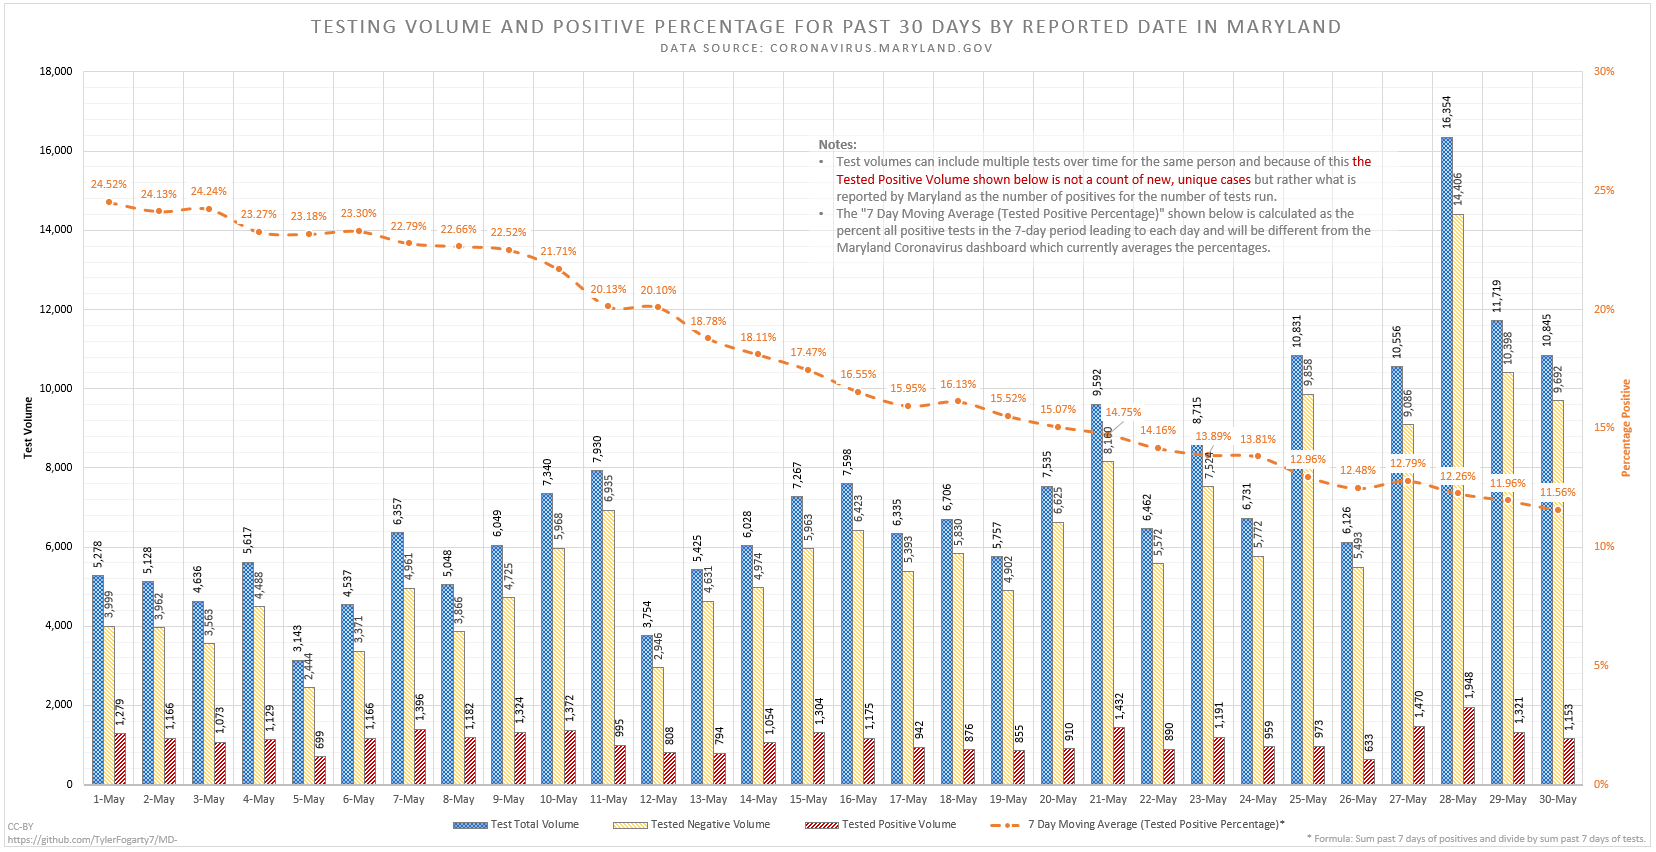 TESTING VOLUME AND POSITIVE PERCENTAGE FOR PAST 30 DAYS BY REPORTED DATE IN MARYLAND
DATA SOURCE: CORONAVIRUS.MARYLAND.GOV
18,000
16,000
14,000
12,000
10,000
8,000
6,000
4,000
2,000
0
Test Volume
30%
25%
20%
15%
10%
5%
0%
Percentage Positive
Notes:
• Test volumes can include multiple tests over time for the same person and because of this the
Tested Positive Volume shown below is not a count of new, unique cases but rather what is
reported by Maryland as the number of positives for the number of tests run.
• The "7 Day Moving Average (Tested Positive Percentage)" shown below is calculated as the
percent all positive tests in the 7-day period leading to each day and will be different from the
Maryland Coronavirus dashboard which currently averages the percentages.
24.52% 24.13% 24.24% 23.27% 23.18% 23.30% 22.79% 22.66% 22.52% 21.71% 20.13% 20.10% 18.78% 18.11% 17.47% 16.55% 15.95% 16.13% 15.52% 15.07% 14.75% 14.16% 13.89% 13.81% 12.96% 12.48% 12.79% 12.26% 11.96% 11.56%
5,278 5,128 4,636 5,617 3,143 4,537 6,357 5,048 6,049 7,340 7,930 3,754 5,425 6,028 7,267 7,598 6,335 6,706 5,757 7,535 9,592 6,462 8,715 6,731 10,831 6,126 10,556 16,354 11,719 10,845
3,999 3,962 3,563 4,488 2,444 3,371 4,961 3,866 4,725 5,968 6,935 2,946 4,631 4,974 5,963 6,423 5,393 5,830 4,902 6,625 8,160 5,572 7,524 5,772 9,858 5,493 9,086 14,406 10,398 9,692
1,279 1,166 1,073 1,129 699 1,166 1,396 1,182 1,324 1,372 995 808 794 1,054 1,304 1,175 942 876 855 910 1,432 890 1,191 959 973 633 1,470 1,948 1,321 1,153
1-May 2-May 3-May 4-May 5-May 6-May 7-May 8-May 9-May 10-May 11-May 12-May 13-May 14-May 15-May 16-May 17-May 18-May 19-May 20-May 21-May 22-May 23-May 24-May 25-May 26-May 27-May 28-May 29-May 30-May
Test Total Volume Tested Negative Volume Tested Positive Volume 7 Day Moving Average (Tested Positive Percentage)*
CC-BY
https://github.com/TylerFogarty7/MD-
* Formula: Sum past 7 days of positives and divide by sum past 7 days of tests.